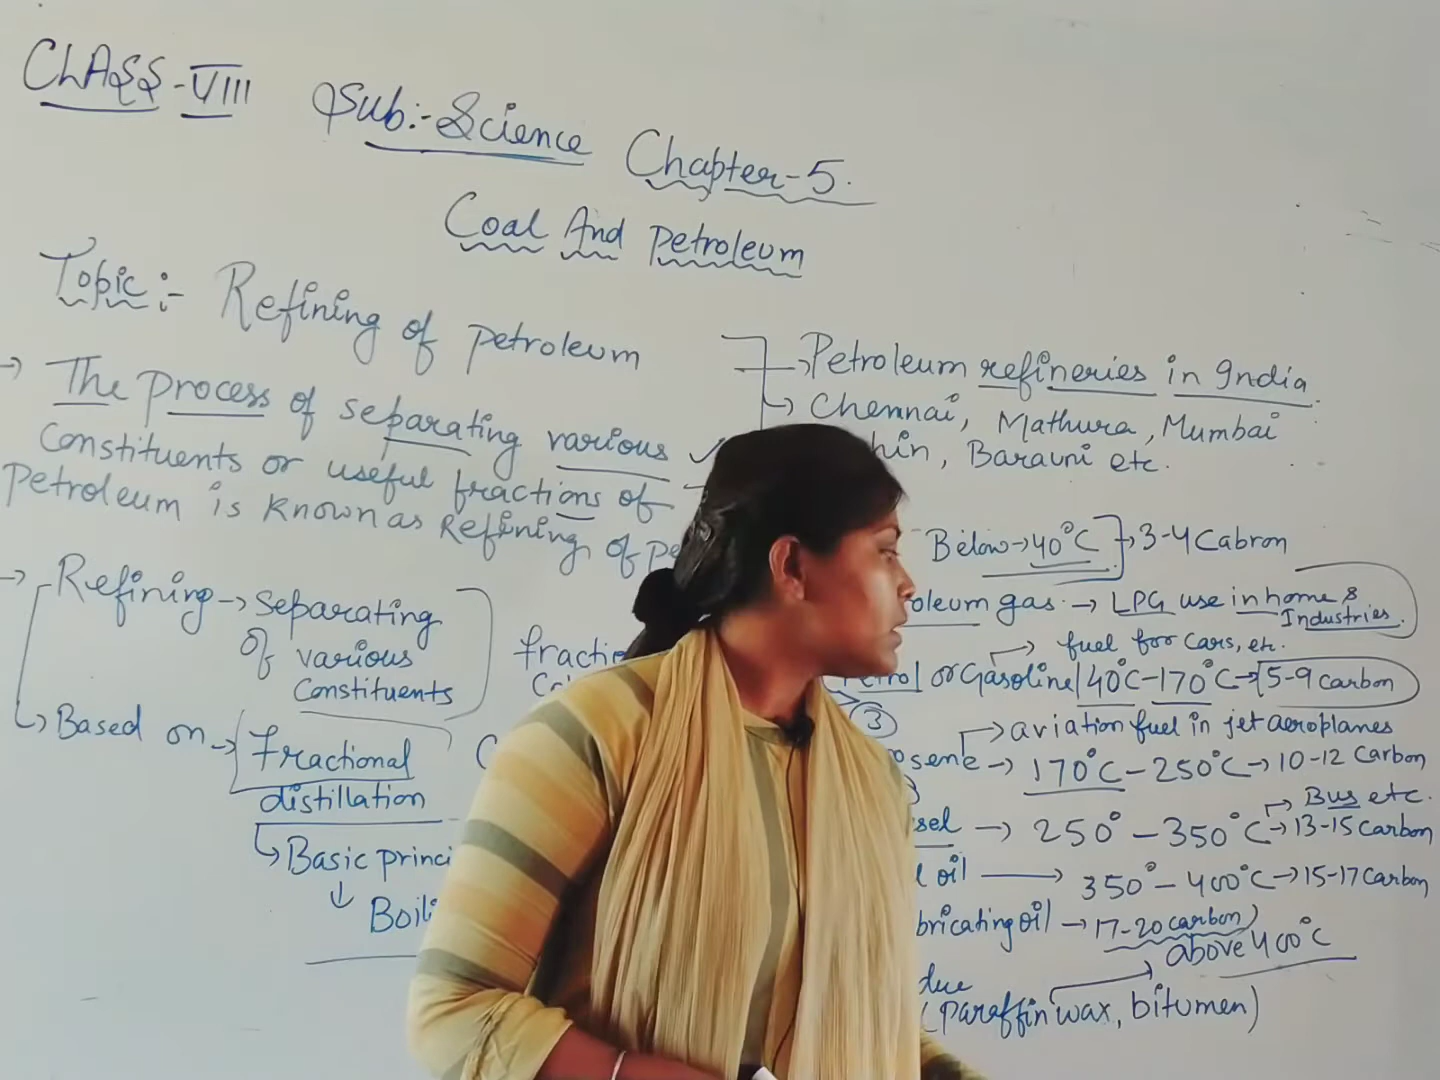 CLASS-VIII
Sub:-Science Chapter-5.
Coal And Petroleum
Topic:- Refining of petroleum
→ The process of separating various
constituents or useful fractions of
petroleum is known as Refining of pe
→ Refining → separating
of various
constituents
→ Based on → fractional
distillation
→ Basic princi
↓
Boili
fractio
→ Petroleum refineries in India.
→ Chennai, Mathura, Mumbai
hin, Barauni etc.
Below → 40°C → 3-4 Cabron
oleum gas → LPG use in home &
Industries.
→ fuel for cars, etc.
Petrol or Gasoline 40°C-170°C → 5-9 carbon
3
→ aviation fuel in jet aeroplanes
osene → 170°C - 250°C → 10-12 Carbon
→ Bus etc.
sel → 250° - 350°C → 13-15 Carbon
l oil → 350° - 400°C → 15-17 Carbon
bricating oil → 17-20 carbon)
above 400°C
due
(paraffin wax, bitumen)